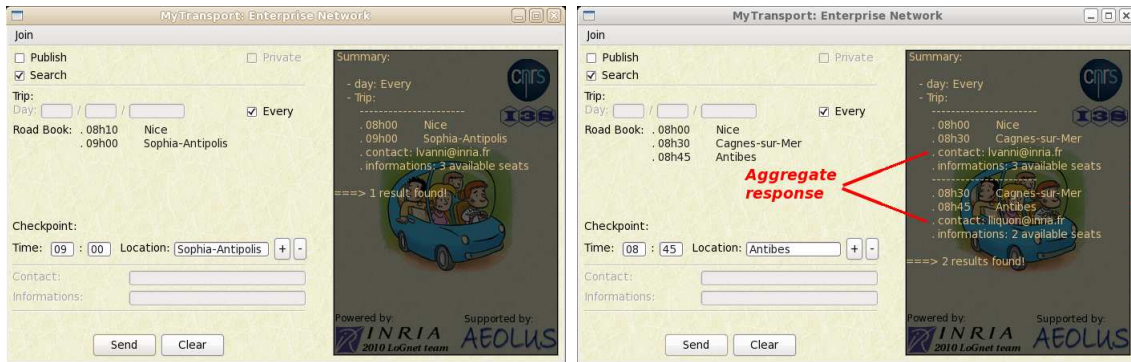 MyTransport: Enterprise Network
Join
Publish
Private
Search
Trip:
Day: / /
Every
Road Book: . 08h10 Nice
. 09h00 Sophia-Antipolis
Checkpoint:
Time: 09 : 00 Location: Sophia-Antipolis + -
Contact:
Informations:
Send Clear
Summary:
- day: Every
- Trip:
----------------------
. 08h00 Nice
. 09h00 Sophia-Antipolis
. contact: lvanni@inria.fr
. informations: 3 available seats
===> 1 result found!
cnrs
I3S
Powered by:
Supported by:
INRIA
2010 LoGnet team
AEOLUS
MyTransport: Enterprise Network
Join
Publish
Private
Search
Trip:
Day: / /
Every
Road Book: . 08h00 Nice
. 08h30 Cagnes-sur-Mer
. 08h45 Antibes
Aggregate
response
Checkpoint:
Time: 08 : 45 Location: Antibes + -
Contact:
Informations:
Send Clear
Summary:
- day: Every
- Trip:
----------------------
. 08h00 Nice
. 08h30 Cagnes-sur-Mer
. contact: lvanni@inria.fr
. informations: 3 available seats
----------------------
. 08h30 Cagnes-sur-Mer
. 08h45 Antibes
. contact: lliquori@inria.fr
. informations: 2 available seats
===> 2 results found!
cnrs
I3S
Powered by:
Supported by:
INRIA
2010 LoGnet team
AEOLUS